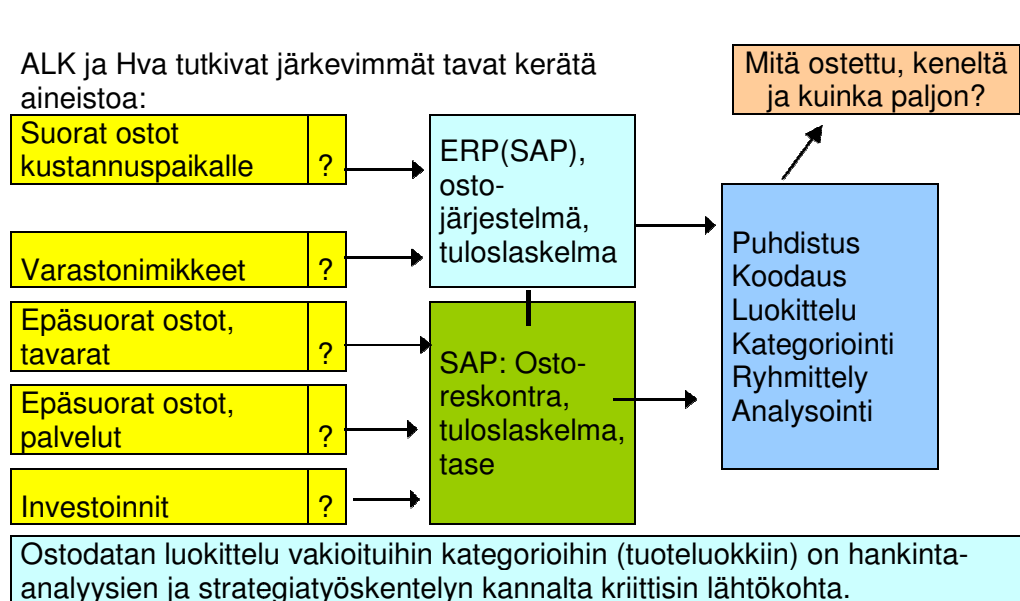 ALK ja Hva tutkivat järkevimmät tavat kerätä
aineistoa:
Mitä ostettu, keneltä
ja kuinka paljon?
Suorat ostot
kustannuspaikalle ?
Varastonimikkeet ?
Epäsuorat ostot,
tavarat ?
Epäsuorat ostot,
palvelut ?
Investoinnit ?
ERP(SAP),
osto-
järjestelmä,
tuloslaskelma
SAP: Osto-
reskontra,
tuloslaskelma,
tase
Puhdistus
Koodaus
Luokittelu
Kategoriointi
Ryhmittely
Analysointi
Ostodatan luokittelu vakioituihin kategorioihin (tuoteluokkiin) on hankinta-
analyysien ja strategiatyöskentelyn kannalta kriittisin lähtökohta.